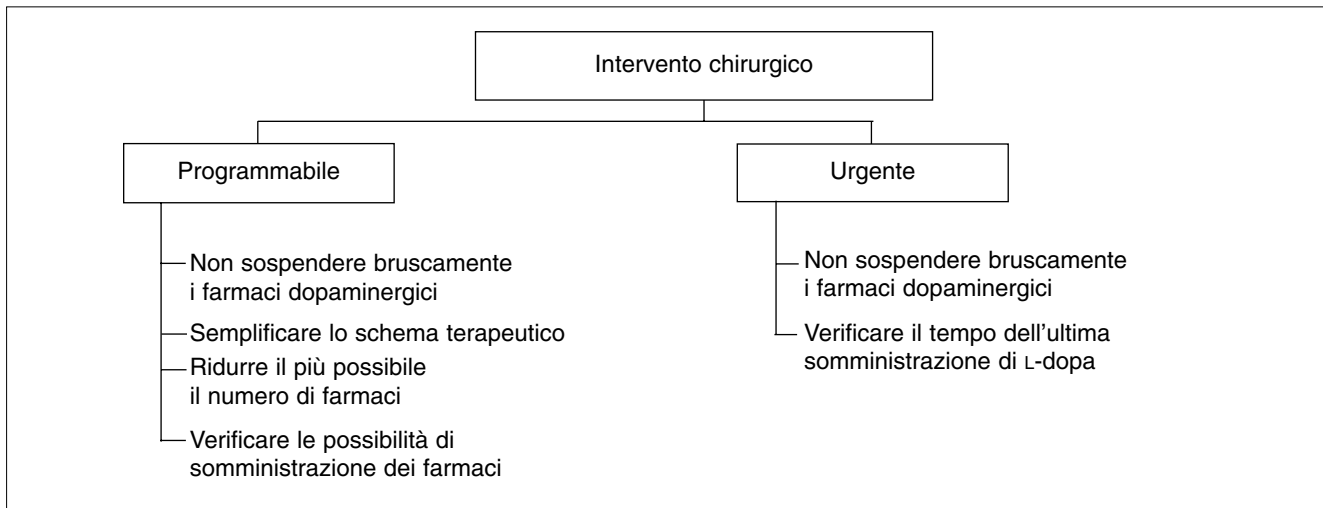 Intervento chirurgico
Programmabile
Non sospendere bruscamente
i farmaci dopaminergici
Semplificare lo schema terapeutico
Ridurre il più possibile
il numero di farmaci
Verificare le possibilità di
somministrazione dei farmaci
Urgente
Non sospendere bruscamente
i farmaci dopaminergici
Verificare il tempo dell’ultima
somministrazione di L-dopa